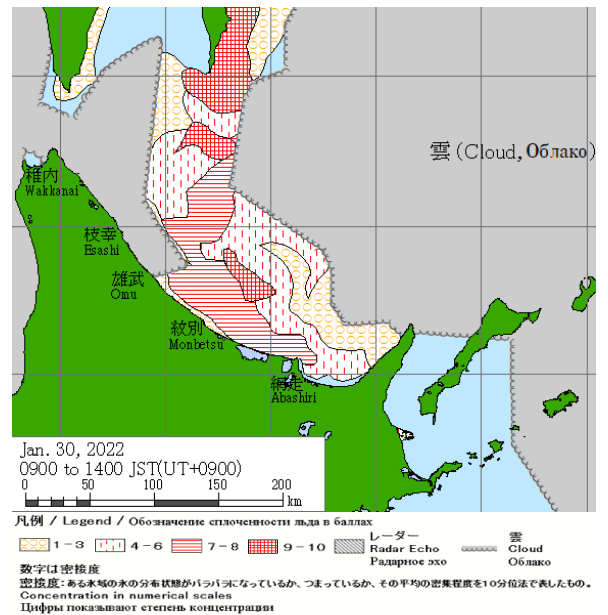 雲 (Cloud, Облако)
稚内
Wakkanai
枝幸
Esashi
雄武
Omu
紋別
Monbetsu
網走
Abashiri
Jan. 30, 2022
0900 to 1400 JST(UT+0900)
0 50 100 150 200
km
凡例 / Legend / Обозначение сплоченности льда в баллах
1-3 4-6 7-8 9-10 レーダー Radar Echo Радарное эхо 雲 Cloud Облако
数字は密接度
密接度:ある氷域の氷の分布状態がバラバラになっているか、つまっているか、その平均の密集程度を10分位法で表したもの。
Concentration in numerical scales
Цифры показывают степень концентрации